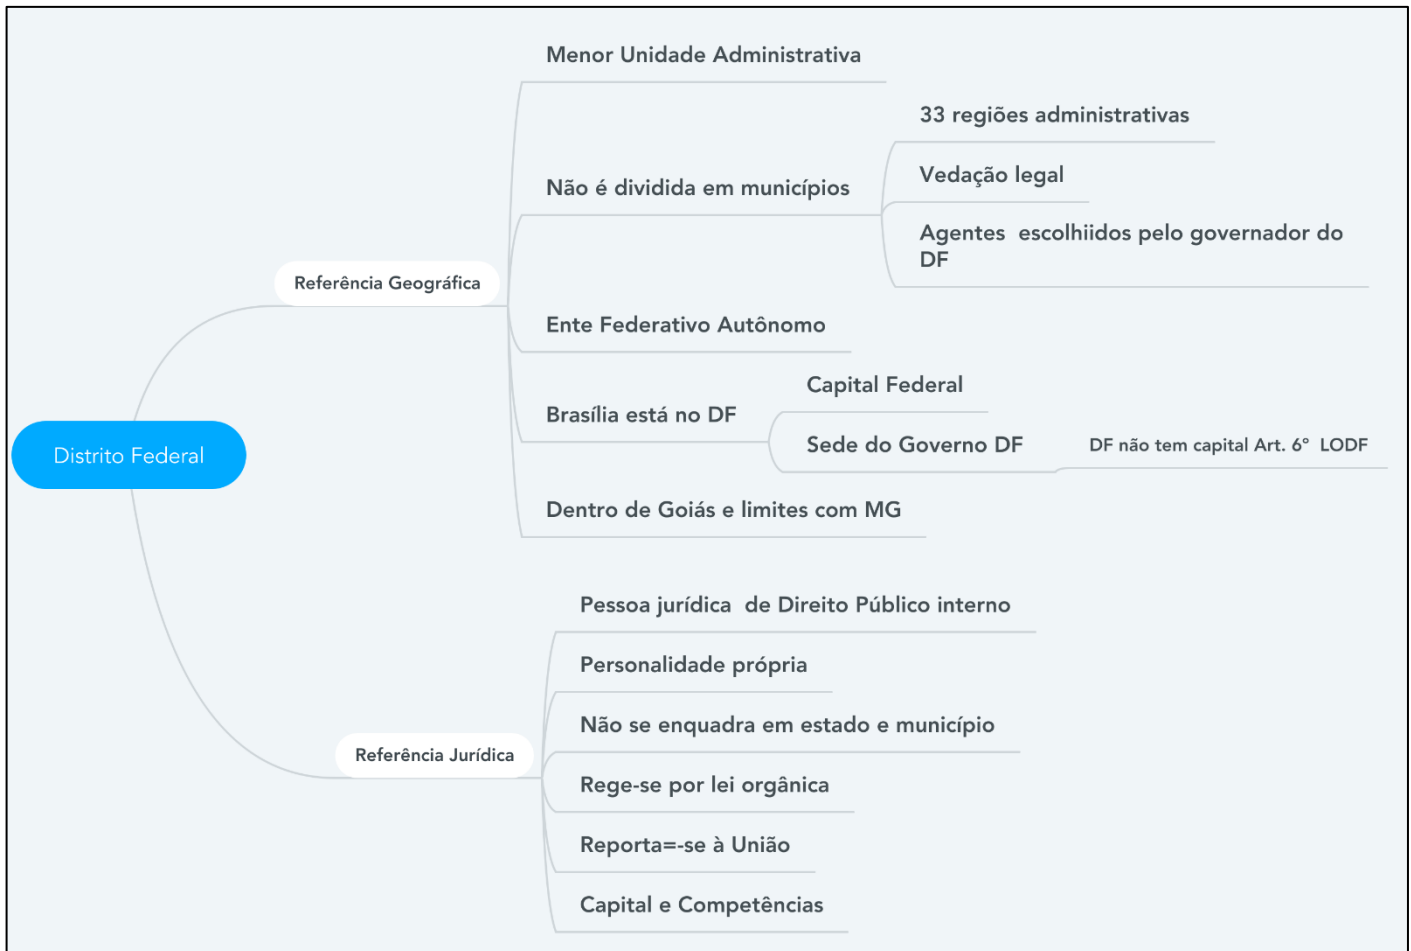 Distrito Federal
Referência Geográfica
Menor Unidade Administrativa
Não é dividida em municípios
33 regiões administrativas
Vedação legal
Agentes  escolhiidos pelo governador do
DF
Ente Federativo Autônomo
Brasília está no DF
Capital Federal
Sede do Governo DF
DF não tem capital Art. 6º  LODF
Dentro de Goiás e limites com MG
Referência Jurídica
Pessoa jurídica  de Direito Público interno
Personalidade própria
Não se enquadra em estado e município
Rege-se por lei orgânica
Reporta=-se à União
Capital e Competências